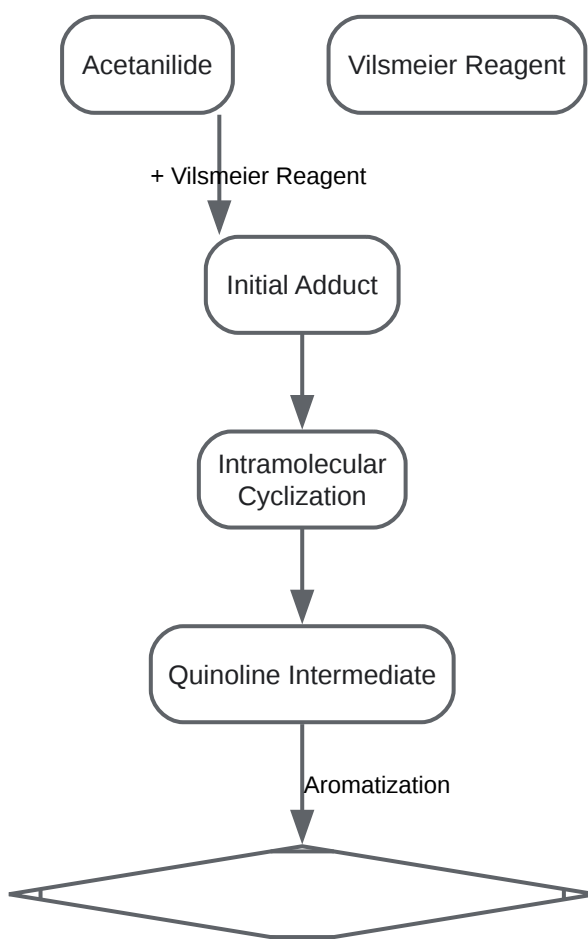 Acetanilide
Vilsmeier Reagent
+ Vilsmeier Reagent
Initial Adduct
Intramolecular
Cyclization
Quinoline Intermediate
Aromatization